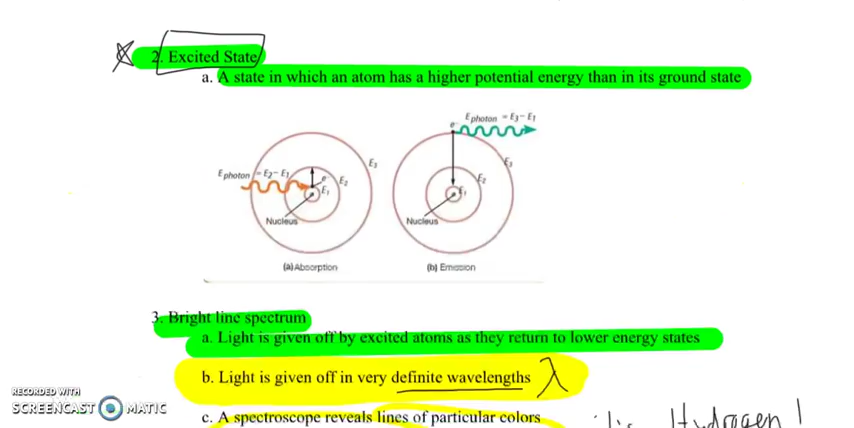 2. Excited State
a. A state in which an atom has a higher potential energy than in its ground state
E photon = E3 - E1
e-
E3
E photon = E2 - E1
e-
E2
E1
Nucleus
E3
E2
E1
Nucleus
(a) Absorption
(b) Emission
3. Bright line spectrum
a. Light is given off by excited atoms as they return to lower energy states
b. Light is given off in very definite wavelengths λ
c. A spectroscope reveals lines of particular colors
Hydrogen
RECORDED WITH
SCREENCAST MATIC